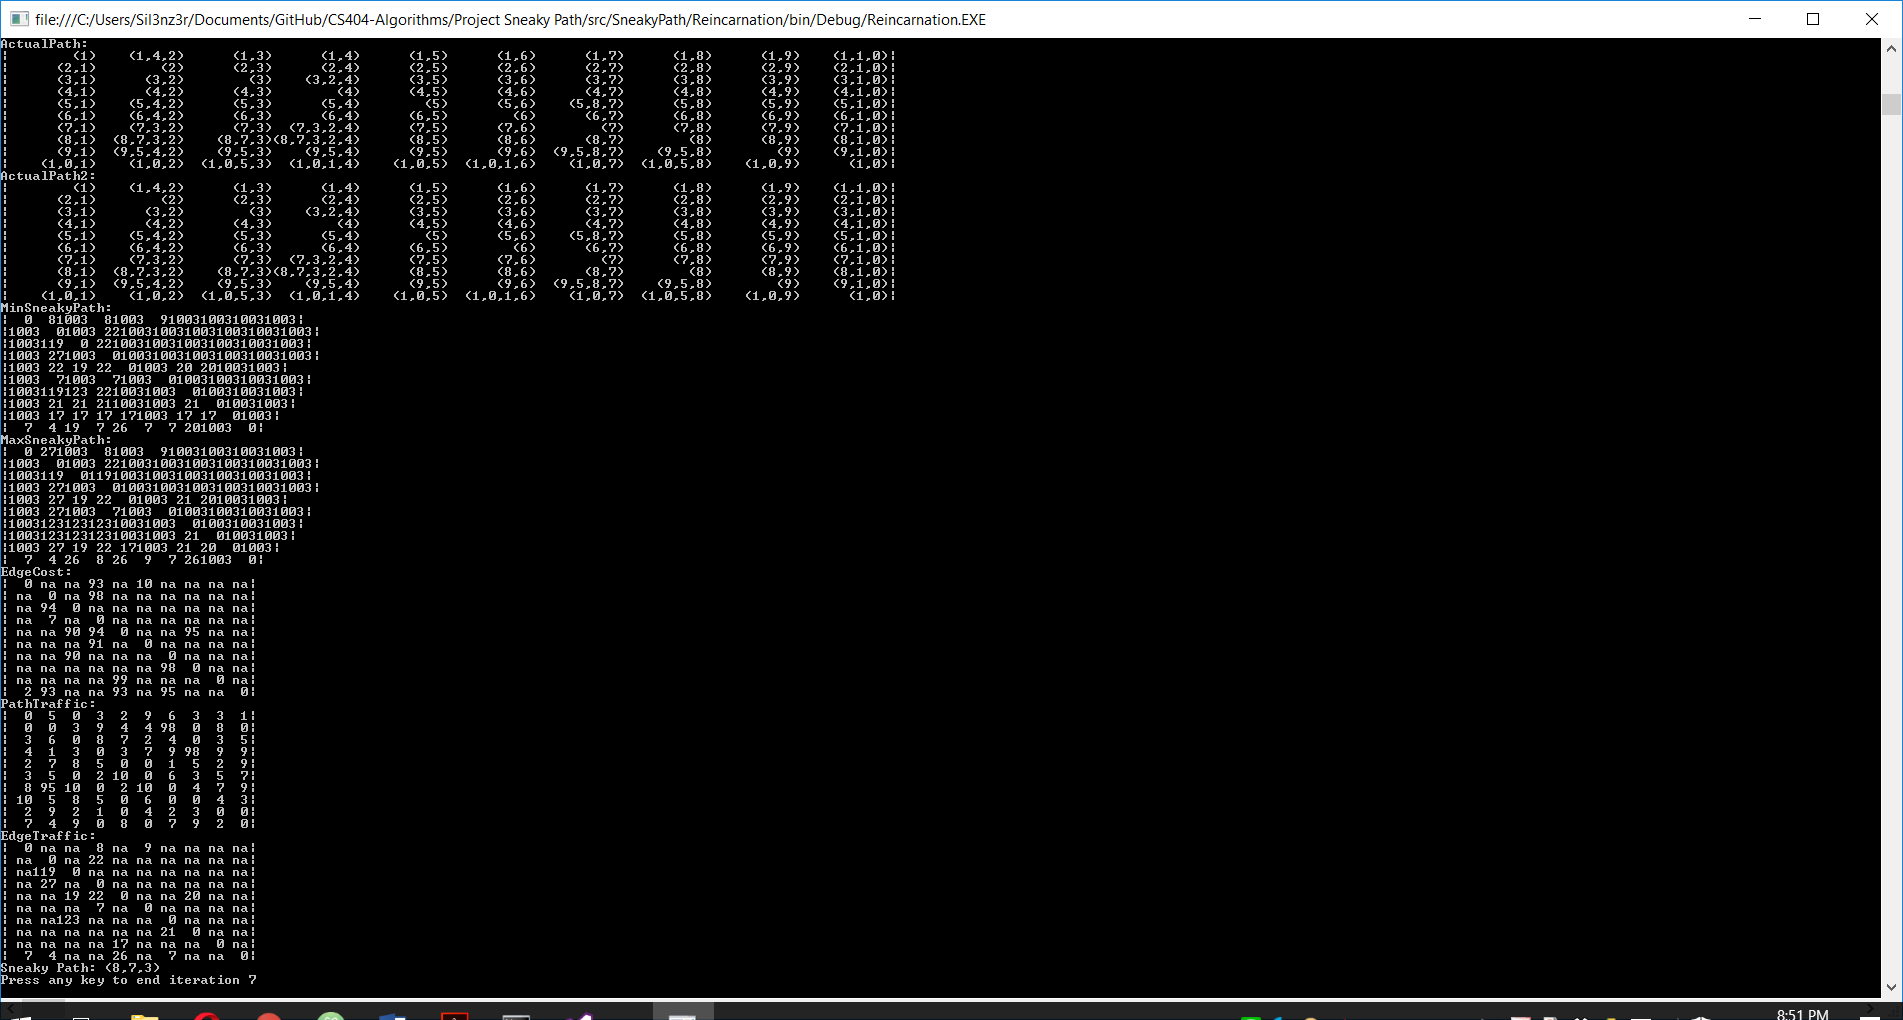 file:///C:/Users/Sil3nz3r/Documents/GitHub/CS404-Algorithms/Project Sneaky Path/src/SneakyPath/Reincarnation/bin/Debug/Reincarnation.EXE
ActualPath:
¦ (1) (1,4,2) (1,3) (1,4) (1,5) (1,6) (1,7) (1,8) (1,9) (1,1,0)¦
¦ (2,1) (2) (2,3) (2,4) (2,5) (2,6) (2,7) (2,8) (2,9) (2,1,0)¦
¦ (3,1) (3,2) (3) (3,2,4) (3,5) (3,6) (3,7) (3,8) (3,9) (3,1,0)¦
¦ (4,1) (4,2) (4,3) (4) (4,5) (4,6) (4,7) (4,8) (4,9) (4,1,0)¦
¦ (5,1) (5,4,2) (5,3) (5,4) (5) (5,6) (5,8,7) (5,8) (5,9) (5,1,0)¦
¦ (6,1) (6,4,2) (6,3) (6,4) (6,5) (6) (6,7) (6,8) (6,9) (6,1,0)¦
¦ (7,1) (7,3,2) (7,3) (7,3,2,4) (7,5) (7,6) (7) (7,8) (7,9) (7,1,0)¦
¦ (8,1) (8,7,3,2) (8,7,3)(8,7,3,2,4) (8,5) (8,6) (8,7) (8) (8,9) (8,1,0)¦
¦ (9,1) (9,5,4,2) (9,5,3) (9,5,4) (9,5) (9,6) (9,5,8,7) (9,5,8) (9) (9,1,0)¦
¦ (1,0,1) (1,0,2) (1,0,5,3) (1,0,1,4) (1,0,5) (1,0,1,6) (1,0,7) (1,0,5,8) (1,0,9) (1,0)¦
ActualPath2:
¦ (1) (1,4,2) (1,3) (1,4) (1,5) (1,6) (1,7) (1,8) (1,9) (1,1,0)¦
¦ (2,1) (2) (2,3) (2,4) (2,5) (2,6) (2,7) (2,8) (2,9) (2,1,0)¦
¦ (3,1) (3,2) (3) (3,2,4) (3,5) (3,6) (3,7) (3,8) (3,9) (3,1,0)¦
¦ (4,1) (4,2) (4,3) (4) (4,5) (4,6) (4,7) (4,8) (4,9) (4,1,0)¦
¦ (5,1) (5,4,2) (5,3) (5,4) (5) (5,6) (5,8,7) (5,8) (5,9) (5,1,0)¦
¦ (6,1) (6,4,2) (6,3) (6,4) (6,5) (6) (6,7) (6,8) (6,9) (6,1,0)¦
¦ (7,1) (7,3,2) (7,3) (7,3,2,4) (7,5) (7,6) (7) (7,8) (7,9) (7,1,0)¦
¦ (8,1) (8,7,3,2) (8,7,3)(8,7,3,2,4) (8,5) (8,6) (8,7) (8) (8,9) (8,1,0)¦
¦ (9,1) (9,5,4,2) (9,5,3) (9,5,4) (9,5) (9,6) (9,5,8,7) (9,5,8) (9) (9,1,0)¦
¦ (1,0,1) (1,0,2) (1,0,5,3) (1,0,1,4) (1,0,5) (1,0,1,6) (1,0,7) (1,0,5,8) (1,0,9) (1,0)¦
MinSneakyPath:
¦ 0 81003 81003 91003100310031003¦
¦1003 01003 221003100310031003100310031003¦
¦1003119 0 221003100310031003100310031003¦
¦1003 271003 01003100310031003100310031003¦
¦1003 22 19 22 01003 20 2010031003¦
¦1003 71003 71003 01003100310031003¦
¦1003119123 2210031003 0100310031003¦
¦1003 21 21 2110031003 21 010031003¦
¦1003 17 17 17 171003 17 17 01003¦
¦ 7 4 19 7 26 7 7 201003 0¦
MaxSneakyPath:
¦ 0 271003 81003 91003100310031003¦
¦1003 01003 221003100310031003100310031003¦
¦1003119 01191003100310031003100310031003¦
¦1003 271003 01003100310031003100310031003¦
¦1003 27 19 22 01003 21 2010031003¦
¦1003 271003 71003 01003100310031003¦
¦100312312312310031003 0100310031003¦
¦100312312312310031003 21 010031003¦
¦1003 27 19 22 171003 21 20 01003¦
¦ 7 4 26 8 26 9 7 261003 0¦
EdgeCost:
¦ 0 na na 93 na 10 na na na na¦
¦ na 0 na 98 na na na na na na¦
¦ na 94 0 na na na na na na na¦
¦ na 7 na 0 na na na na na na¦
¦ na na 90 94 0 na na 95 na na¦
¦ na na na 91 na 0 na na na na¦
¦ na na 90 na na na 0 na na na¦
¦ na na na na na na 98 0 na na¦
¦ na na na na 99 na na na 0 na¦
¦ 2 93 na na 93 na 95 na na 0¦
PathTraffic:
¦ 0 5 0 3 2 9 6 3 3 1¦
¦ 0 0 3 9 4 4 98 0 8 0¦
¦ 3 6 0 8 7 2 4 0 3 5¦
¦ 4 1 3 0 3 7 9 98 9 9¦
¦ 2 7 8 5 0 0 1 5 2 9¦
¦ 3 5 0 2 10 0 6 3 5 7¦
¦ 8 95 10 0 2 10 0 4 7 9¦
¦ 10 5 8 5 0 6 0 0 4 3¦
¦ 2 9 2 1 0 4 2 3 0 0¦
¦ 7 4 9 0 8 0 7 9 2 0¦
EdgeTraffic:
¦ 0 na na 8 na 9 na na na na¦
¦ na 0 na 22 na na na na na na¦
¦ na119 0 na na na na na na na¦
¦ na 27 na 0 na na na na na na¦
¦ na na 19 22 0 na na 20 na na¦
¦ na na na 7 na 0 na na na na¦
¦ na na123 na na na 0 na na na¦
¦ na na na na na na 21 0 na na¦
¦ na na na na 17 na na na 0 na¦
¦ 7 4 na na 26 na 7 na na 0¦
Sneaky Path: (8,7,3)
Press any key to end iteration 7
8:51 PM